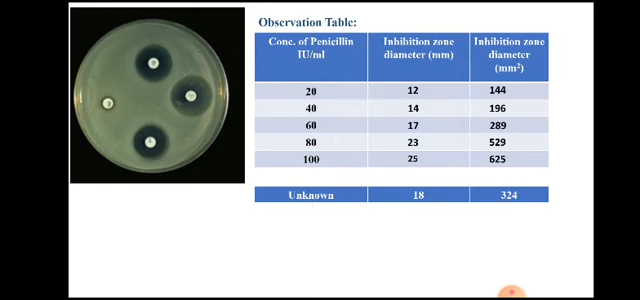 Observation Table:
Conc. of Penicillin IU/ml | Inhibition zone diameter (mm) | Inhibition zone diameter (mm²)
20 | 12 | 144
40 | 14 | 196
60 | 17 | 289
80 | 23 | 529
100 | 25 | 625
Unknown | 18 | 324